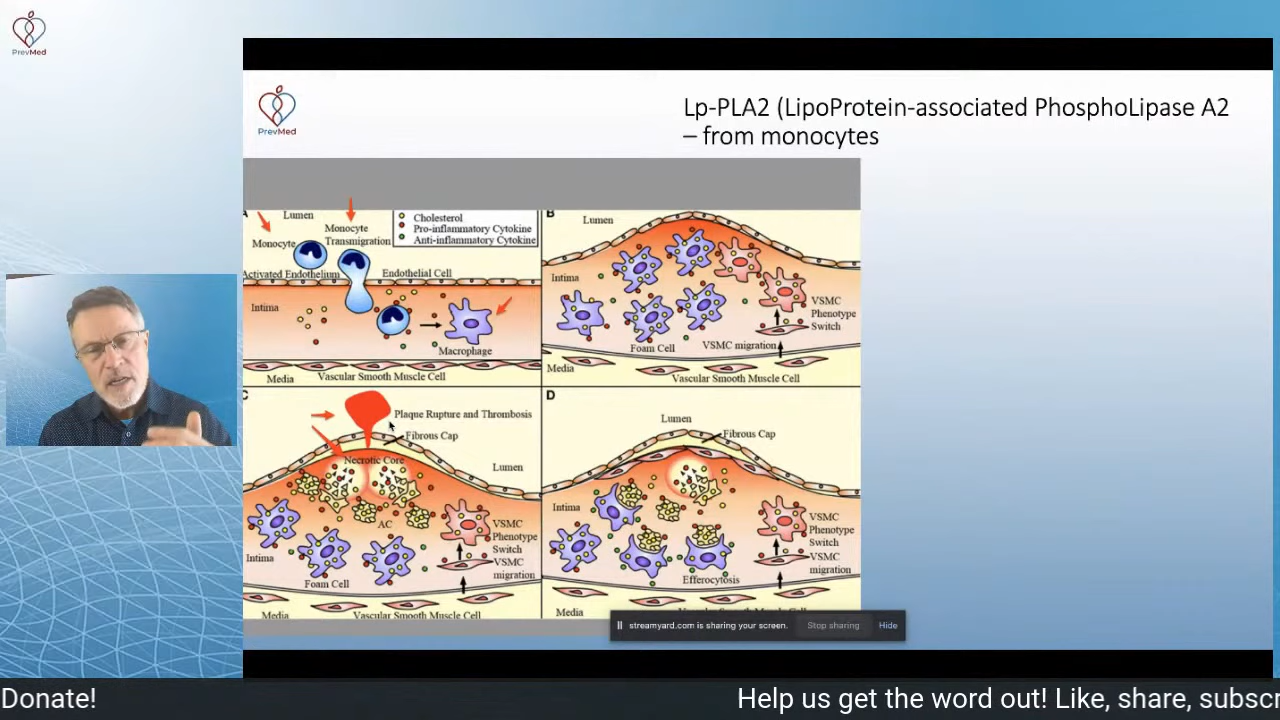 PrevMed
PrevMed
Lp-PLA2 (LipoProtein-associated PhosphoLipase A2
– from monocytes
Lumen
Monocyte
Monocyte
Transmigration
Cholesterol
Pro-inflammatory Cytokine
Anti-inflammatory Cytokine
Activated Endothelium
Endothelial Cell
Intima
Macrophage
Media
Vascular Smooth Muscle Cell
B
Lumen
Intima
VSMC
Phenotype
Switch
Foam Cell
VSMC migration
Media
Vascular Smooth Muscle Cell
C
Plaque Rupture and Thrombosis
Fibrous Cap
Necrotic Core
Lumen
AC
VSMC
Phenotype
Switch
VSMC
migration
Intima
Foam Cell
Media
Vascular Smooth Muscle Cell
D
Lumen
Fibrous Cap
Intima
VSMC
Phenotype
Switch
VSMC
migration
Efferocytosis
Media
streamyard.com is sharing your screen.
Stop sharing
Hide
Donate!
Help us get the word out! Like, share, subscr